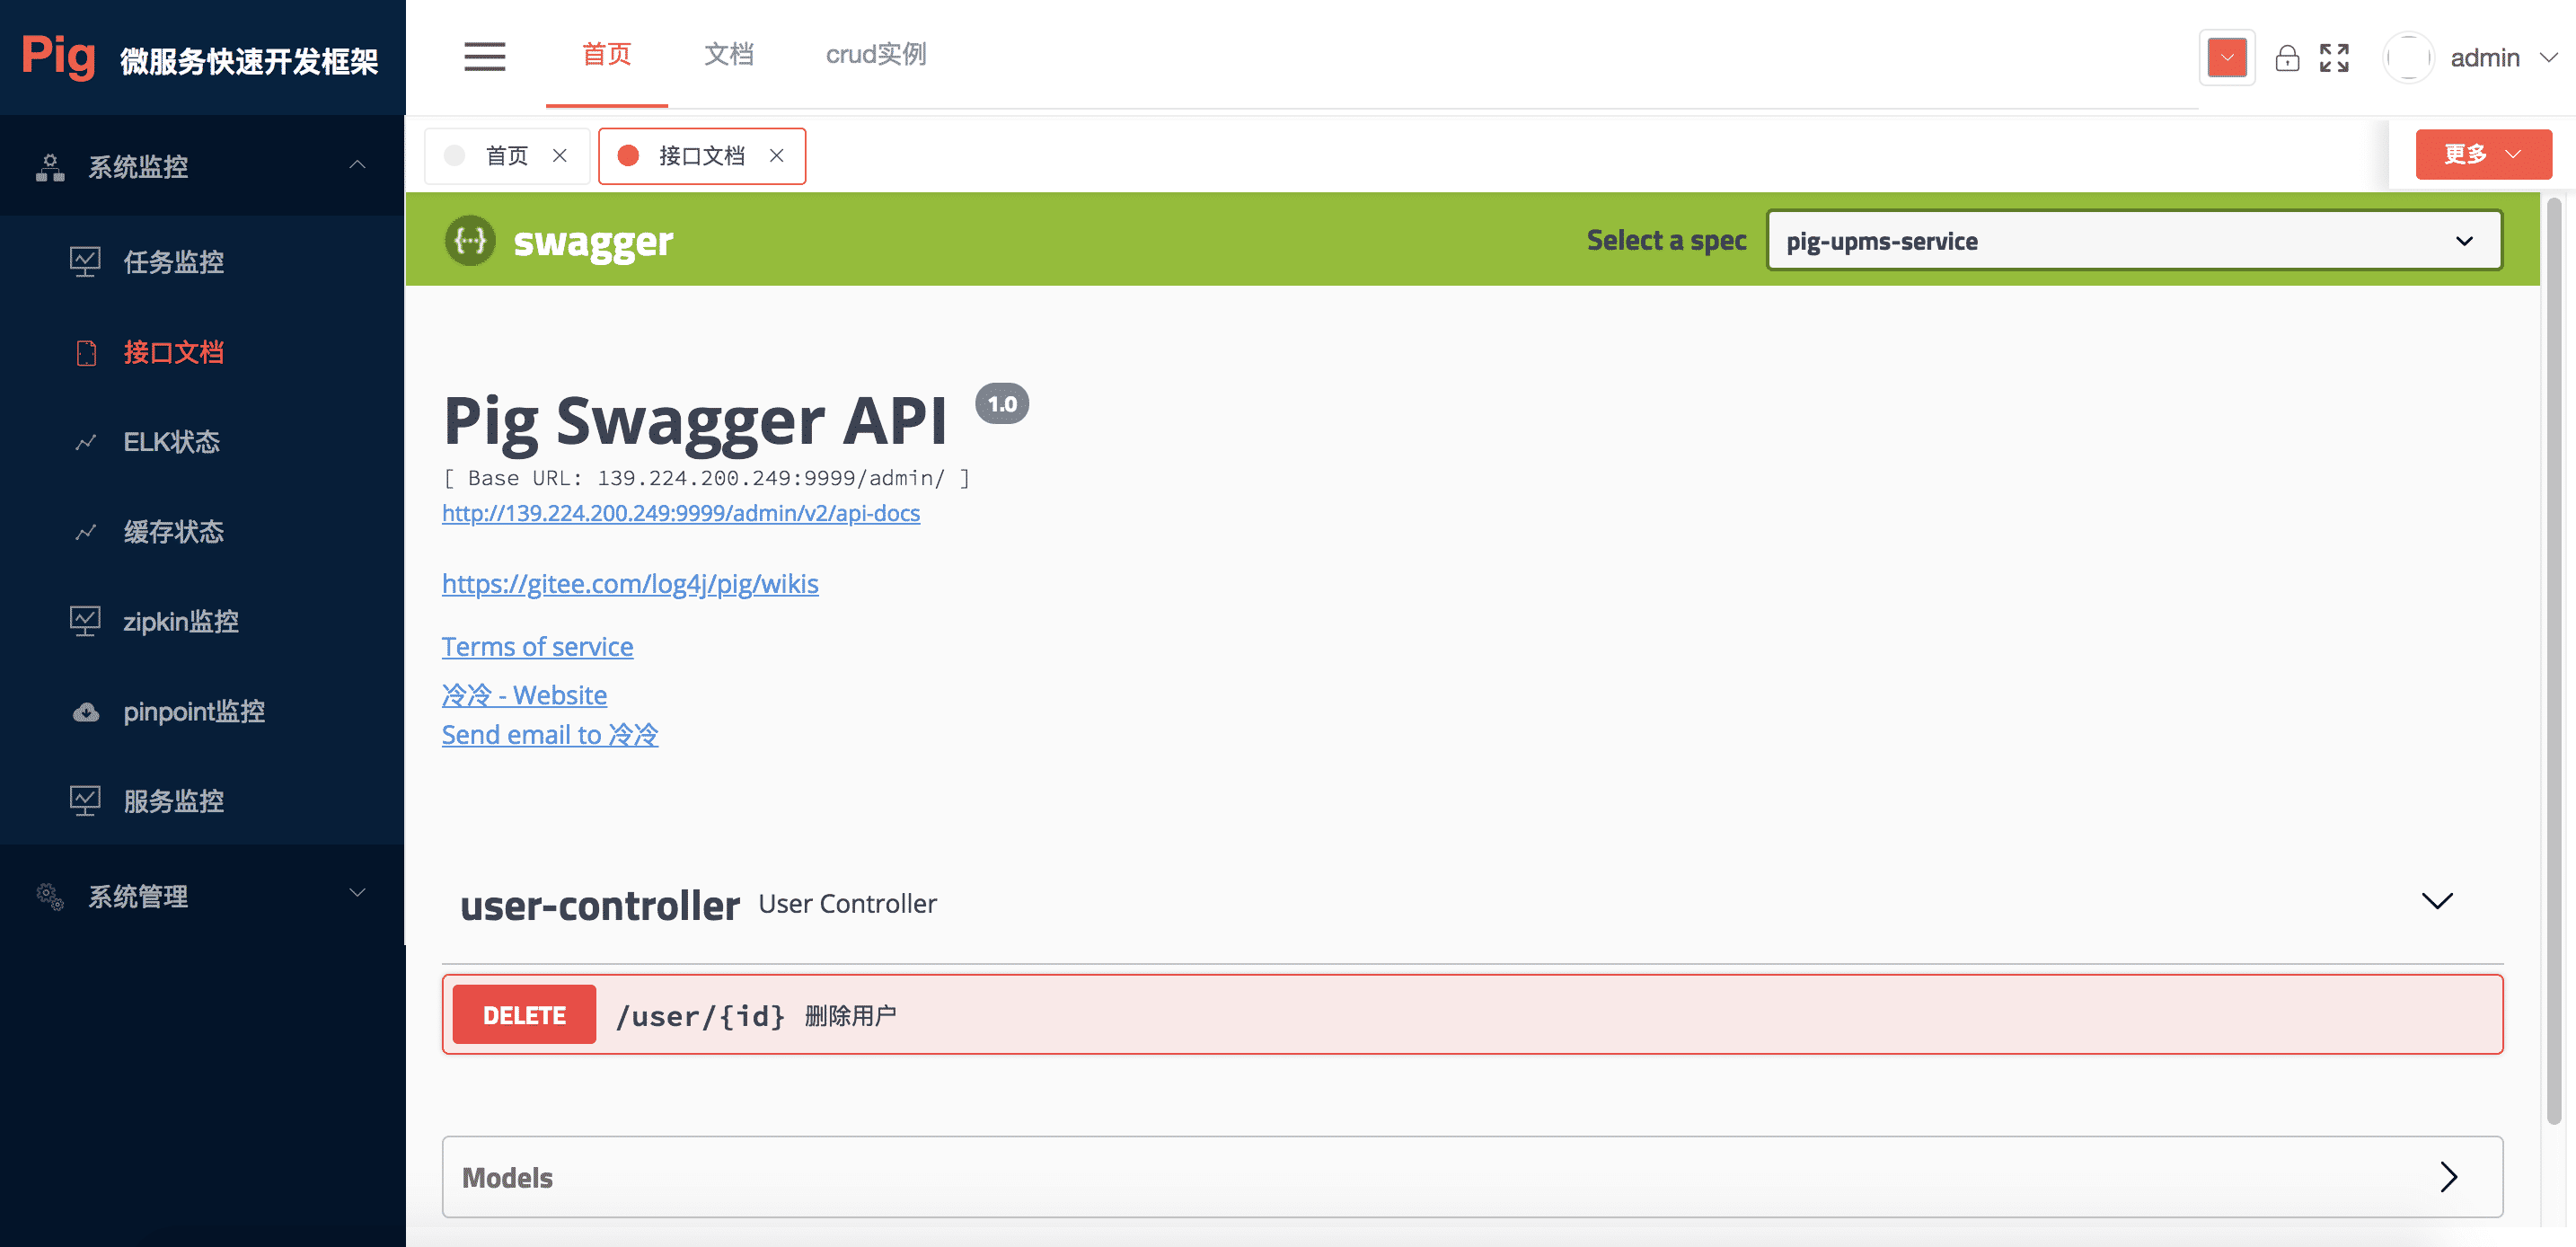 Pig 微服务快速开发框架
首页 文档 crud实例
admin
系统监控
任务监控
接口文档
ELK状态
缓存状态
zipkin监控
pinpoint监控
服务监控
系统管理
首页 接口文档
更多
{···} swagger
Select a spec pig-upms-service
Pig Swagger API 1.0
[ Base URL: 139.224.200.249:9999/admin/ ]
http://139.224.200.249:9999/admin/v2/api-docs
https://gitee.com/log4j/pig/wikis
Terms of service
冷冷 - Website
Send email to 冷冷
user-controller User Controller
DELETE /user/{id} 删除用户
Models